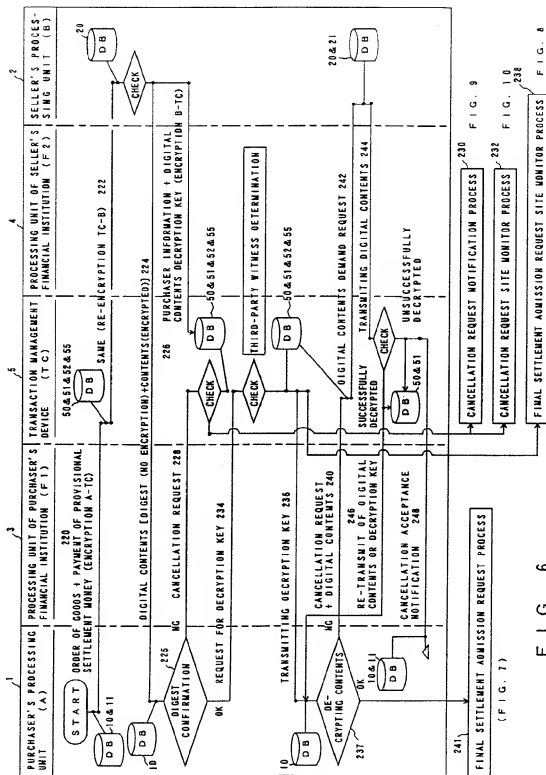 1
PURCHASER'S PROCESSING
UNIT (A)
3
PROCESSING UNIT OF PURCHASER'S
FINANCIAL INSTITUTION (F1)
5
TRANSACTION MANAGEMENT
DEVICE (TC)
4
PROCESSING UNIT OF SELLER'S
FINANCIAL INSTITUTION (F2)
2
SELLER'S PROCES-
SING UNIT (B)
START
220
ORDER OF GOODS + PAYMENT OF PROVISIONAL
SETTLEMENT MONEY (ENCRYPTION A-TC)
DB
10&11
DB
50&51&52&55
SAME (RE-ENCRYPTION TC-B) 222
DB
20
CHECK
DIGITAL CONTENTS [DIGEST (NO ENCRYPTION)+CONTENTS(ENCRYPTED)] 224
DB
10
225
DIGEST
CONFIRMATION
226
PURCHASER INFORMATION + DIGITAL
CONTENTS DECRYPTION KEY (ENCRYPTION B-TC)
DB
50&51&52&55
NG
CANCELLATION REQUEST 228
CHECK
OK
REQUEST FOR DECRYPTION KEY 234
CHECK
THIRD-PARTY WITNESS DETERMINATION
DB
50&51&52&55
TRANSMITTING DECRYPTION KEY 236
DB
10
DE-
CRYPTING CONTENTS
237
NG
CANCELLATION REQUEST
+ DIGITAL CONTENTS 240
DIGITAL CONTENTS DEMAND REQUEST 242
DB
20&21
TRANSMITTING DIGITAL CONTENTS 244
SUCCESSFULLY
DECRYPTED
CHECK
UNSUCCESSFULLY
DECRYPTED
246
RE-TRANSMIT OF DIGITAL
CONTENTS OR DECRYPTION KEY
DB
50&51
OK
DB
10&11
CANCELLATION ACCEPTANCE
NOTIFICATION 248
230
CANCELLATION REQUEST NOTIFICATION PROCESS
FIG. 9
232
CANCELLATION REQUEST SITE MONITOR PROCESS
FIG. 10
238
FINAL SETTLEMENT ADMISSION REQUEST SITE MONITOR PROCESS
FIG. 8
241
FINAL SETTLEMENT ADMISSION REQUEST PROCESS
(FIG. 7)
FIG. 6